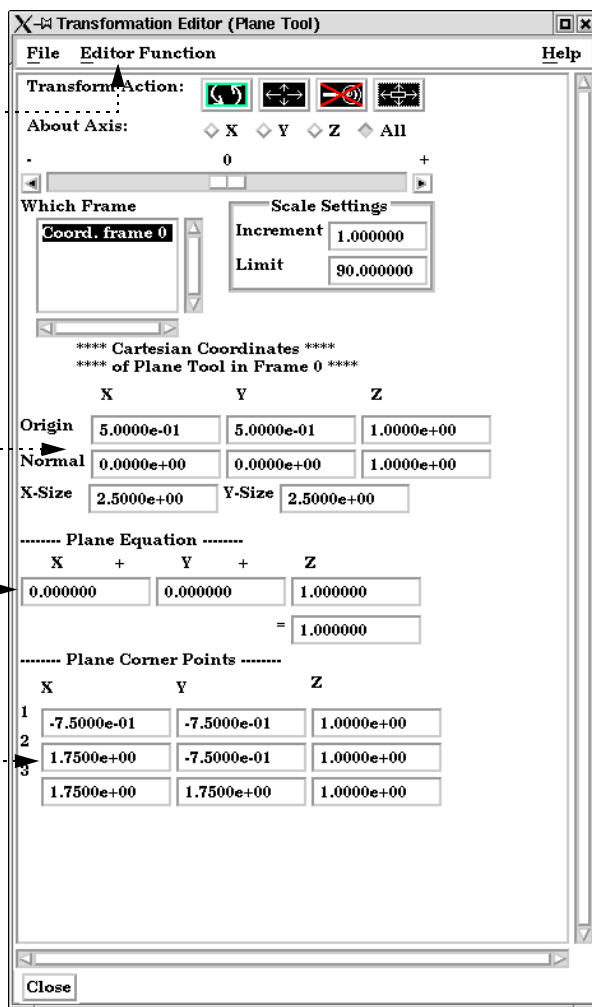 Transformation Editor (Plane Tool)
File Editor Function Help
Transform Action:
About Axis: X Y Z All
- 0 +
Which Frame
Coord. frame 0
Scale Settings
Increment 1.000000
Limit 90.000000
**** Cartesian Coordinates ****
**** of Plane Tool in Frame 0 ****
X Y Z
Origin 5.0000e-01 5.0000e-01 1.0000e+00
Normal 0.0000e+00 0.0000e+00 1.0000e+00
X-Size 2.5000e+00 Y-Size 2.5000e+00
-------- Plane Equation --------
X + Y + Z
0.000000 0.000000 1.000000
= 1.000000
-------- Plane Corner Points --------
X Y Z
1 -7.5000e-01 -7.5000e-01 1.0000e+00
2 1.7500e+00 -7.5000e-01 1.0000e+00
3 1.7500e+00 1.7500e+00 1.0000e+00
Close